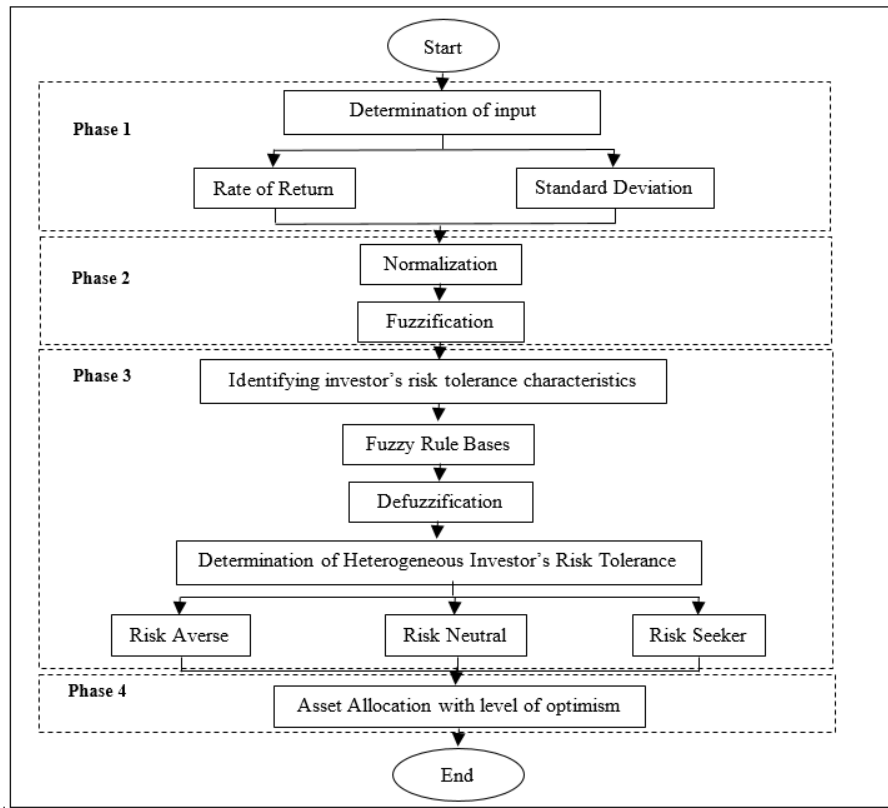 Start
Phase 1
Determination of input
Rate of Return
Standard Deviation
Phase 2
Normalization
Fuzzification
Phase 3
Identifying investor's risk tolerance characteristics
Fuzzy Rule Bases
Defuzzification
Determination of Heterogeneous Investor's Risk Tolerance
Risk Averse
Risk Neutral
Risk Seeker
Phase 4
Asset Allocation with level of optimism
End